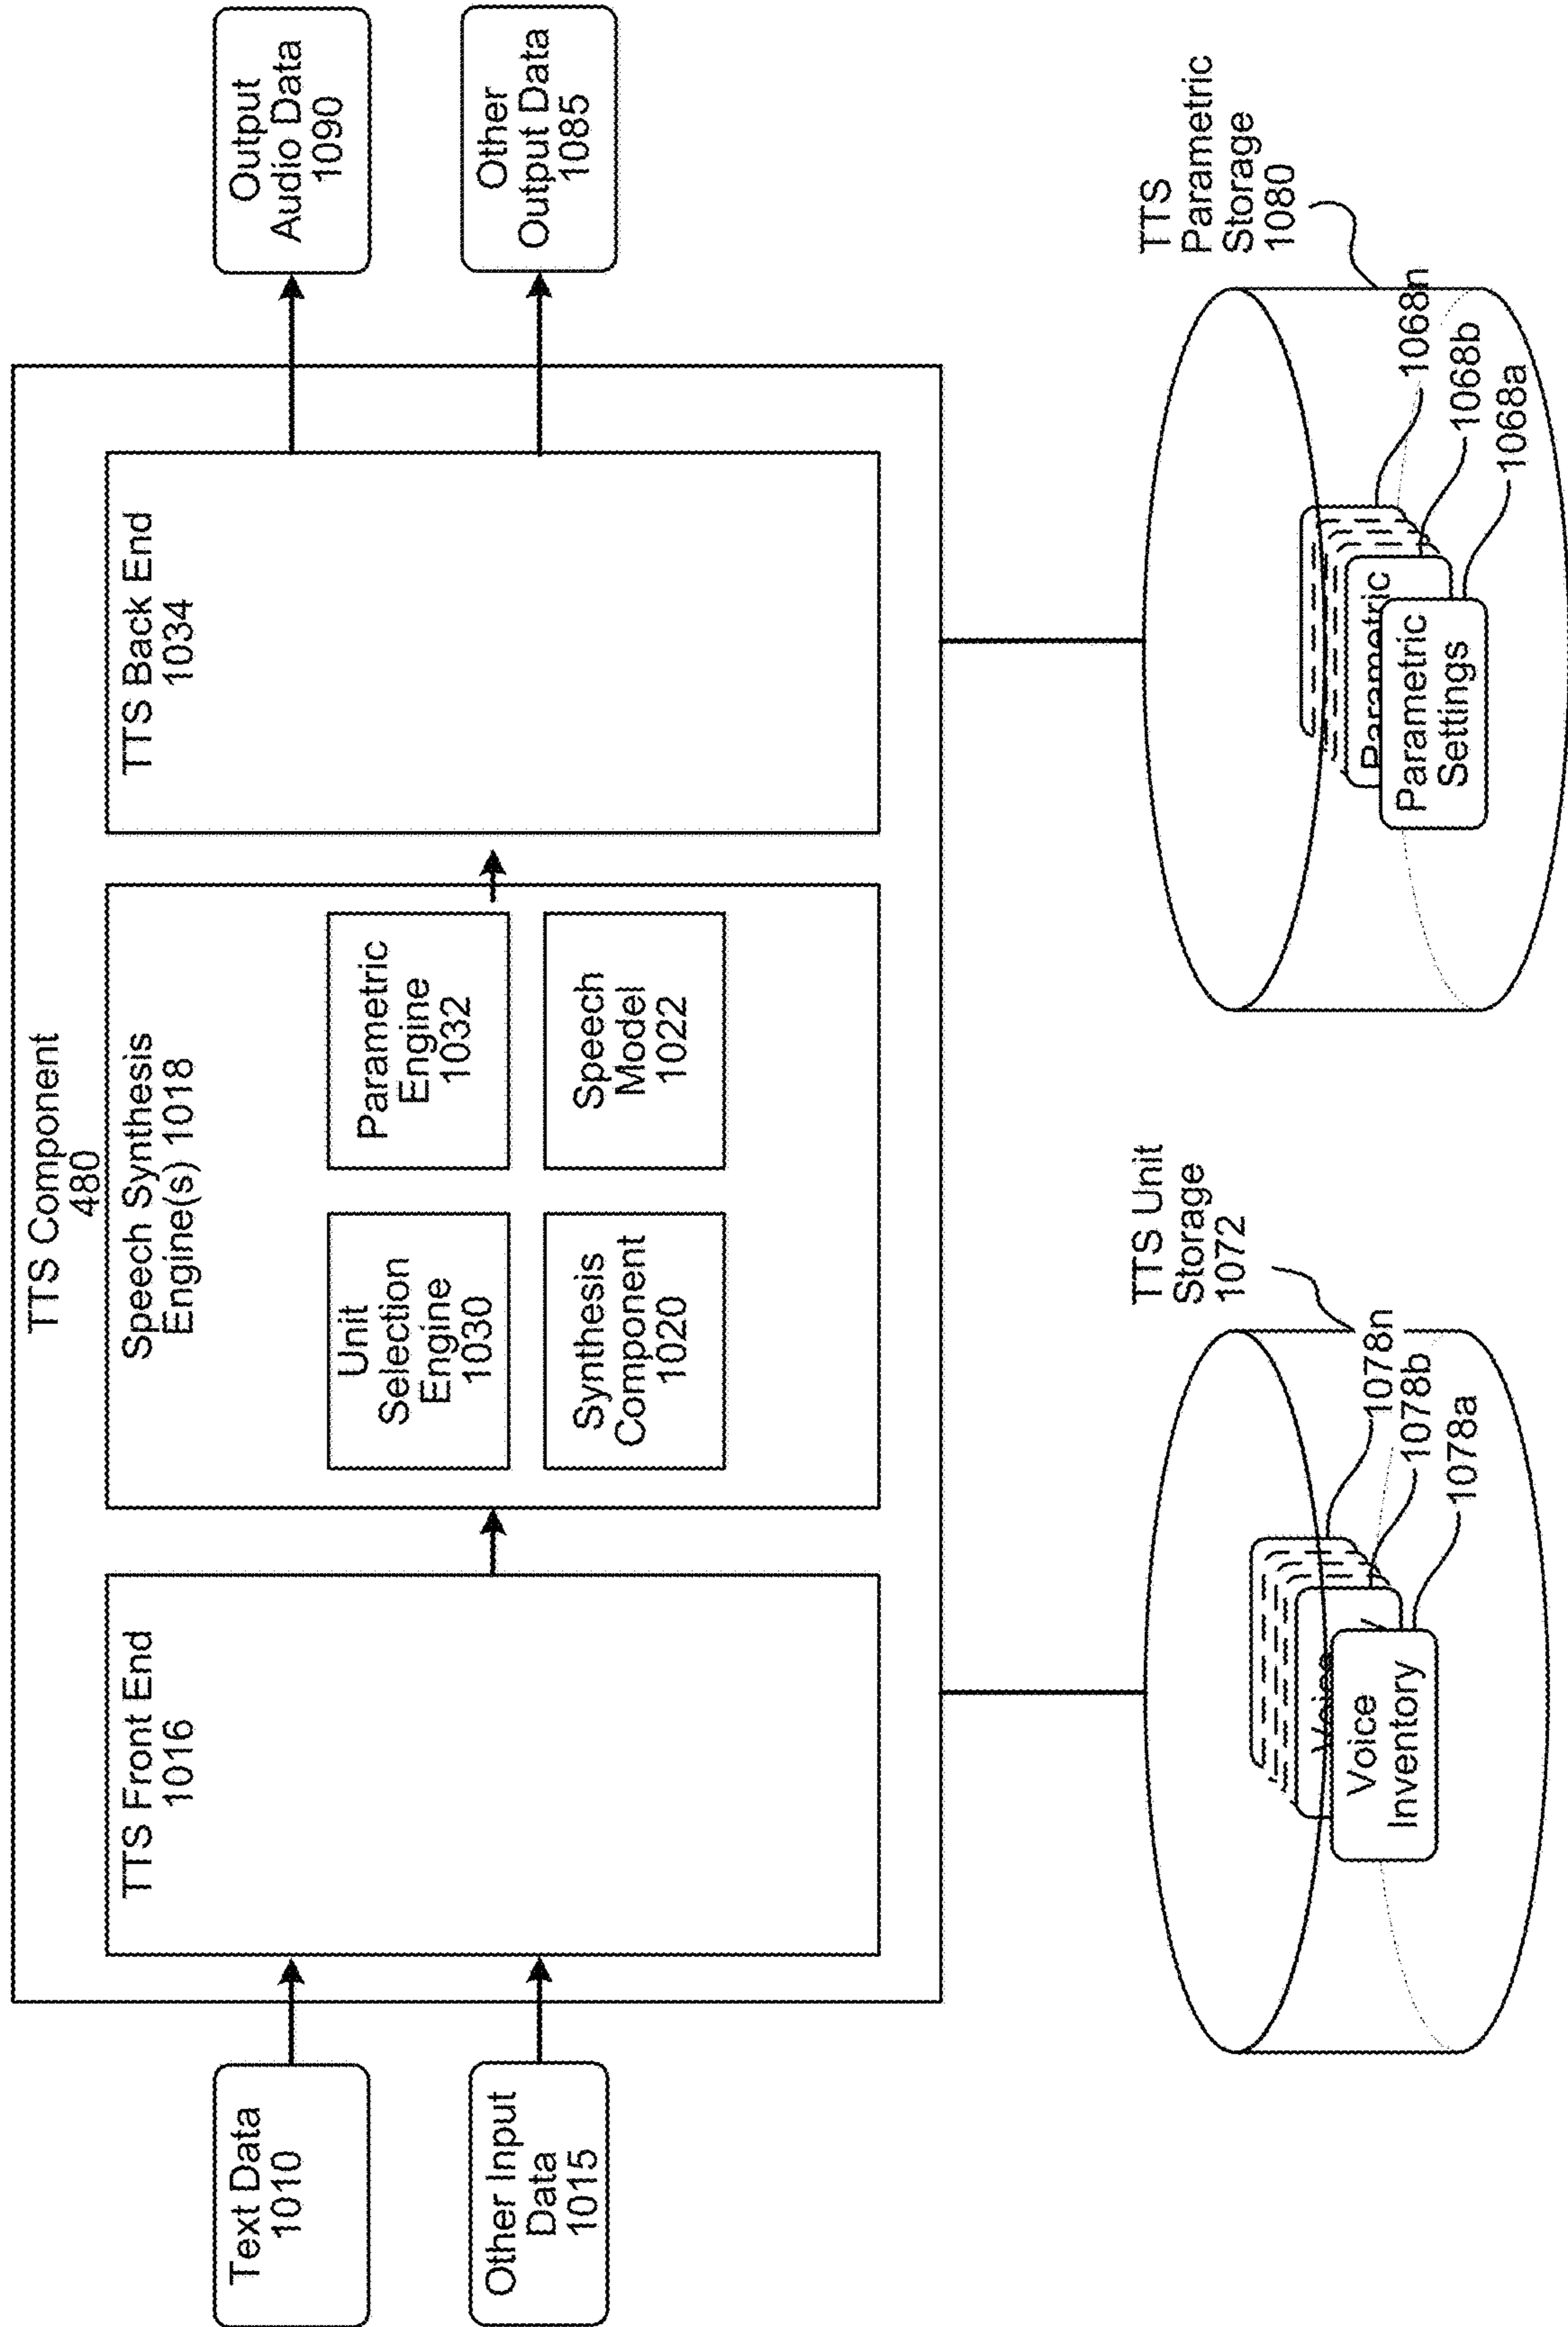 TTS Component
480
Text Data
1010
Other Input
Data
1015
TTS Front End
1016
Speech Synthesis
Engine(s) 1018
Unit
Selection
Engine
1030
Parametric
Engine
1032
Synthesis
Component
1020
Speech
Model
1022
TTS Back End
1034
Output
Audio Data
1090
Other
Output Data
1085
TTS Unit
Storage
1072
Voice
Voice
Inventory
1078n
1078b
1078a
TTS
Parametric
Storage
1080
Parametric
Parametric
Settings
1068n
1068b
1068a